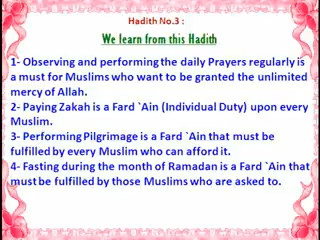 Hadith No.3 :
We learn from this Hadith
1- Observing and performing the daily Prayers regularly is
a must for Muslims who want to be granted the unlimited
mercy of Allah.
2- Paying Zakah is a Fard `Ain (Individual Duty) upon every
Muslim.
3- Performing Pilgrimage is a Fard `Ain that must be
fulfilled by every Muslim who can afford it.
4- Fasting during the month of Ramadan is a Fard `Ain that
must be fulfilled by those Muslims who are asked to.